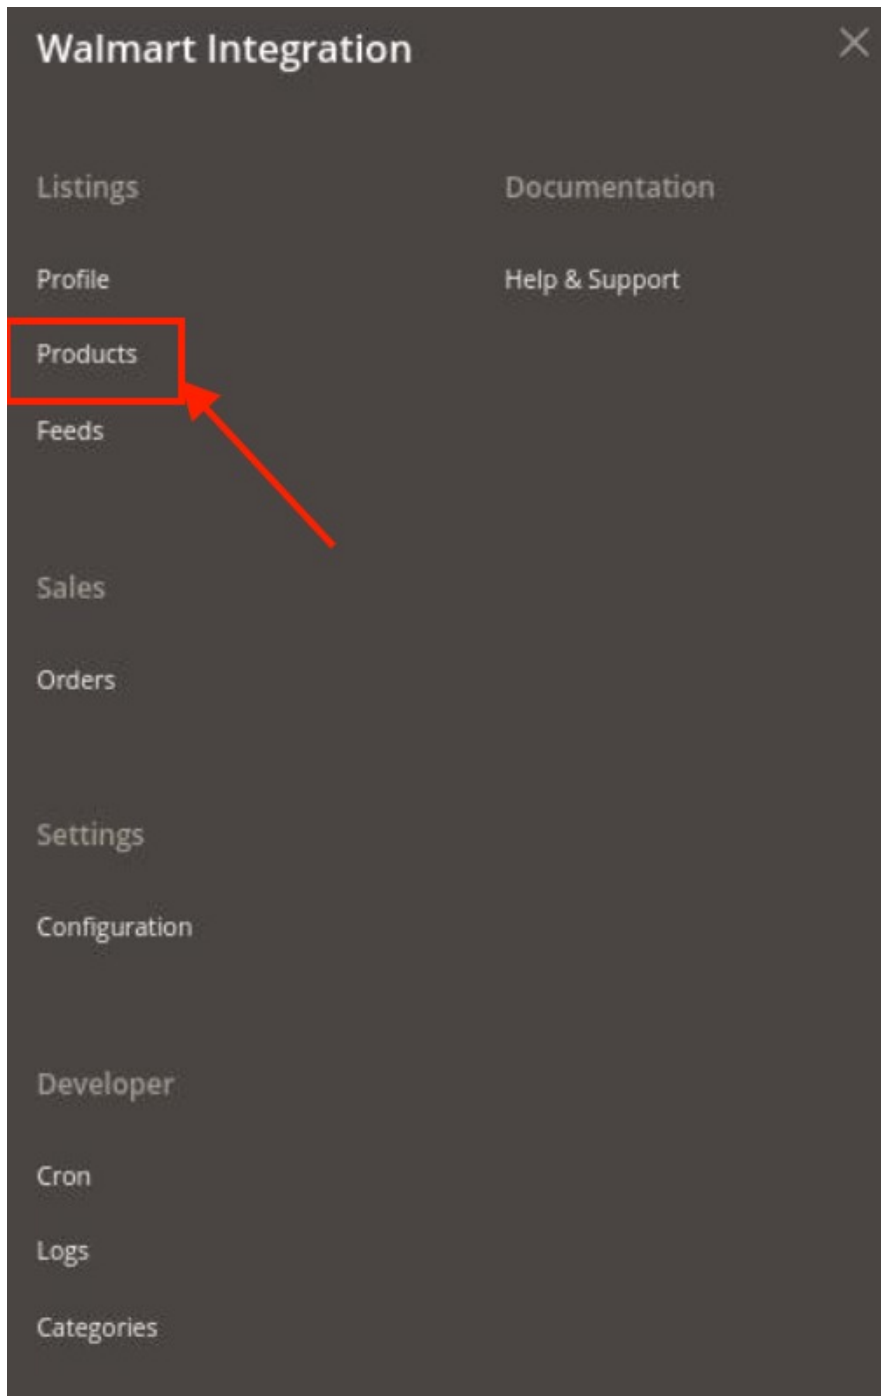 Walmart Integration
Listings
Profile
Products
Feeds
Sales
Orders
Settings
Configuration
Developer
Cron
Logs
Categories
Documentation
Help & Support